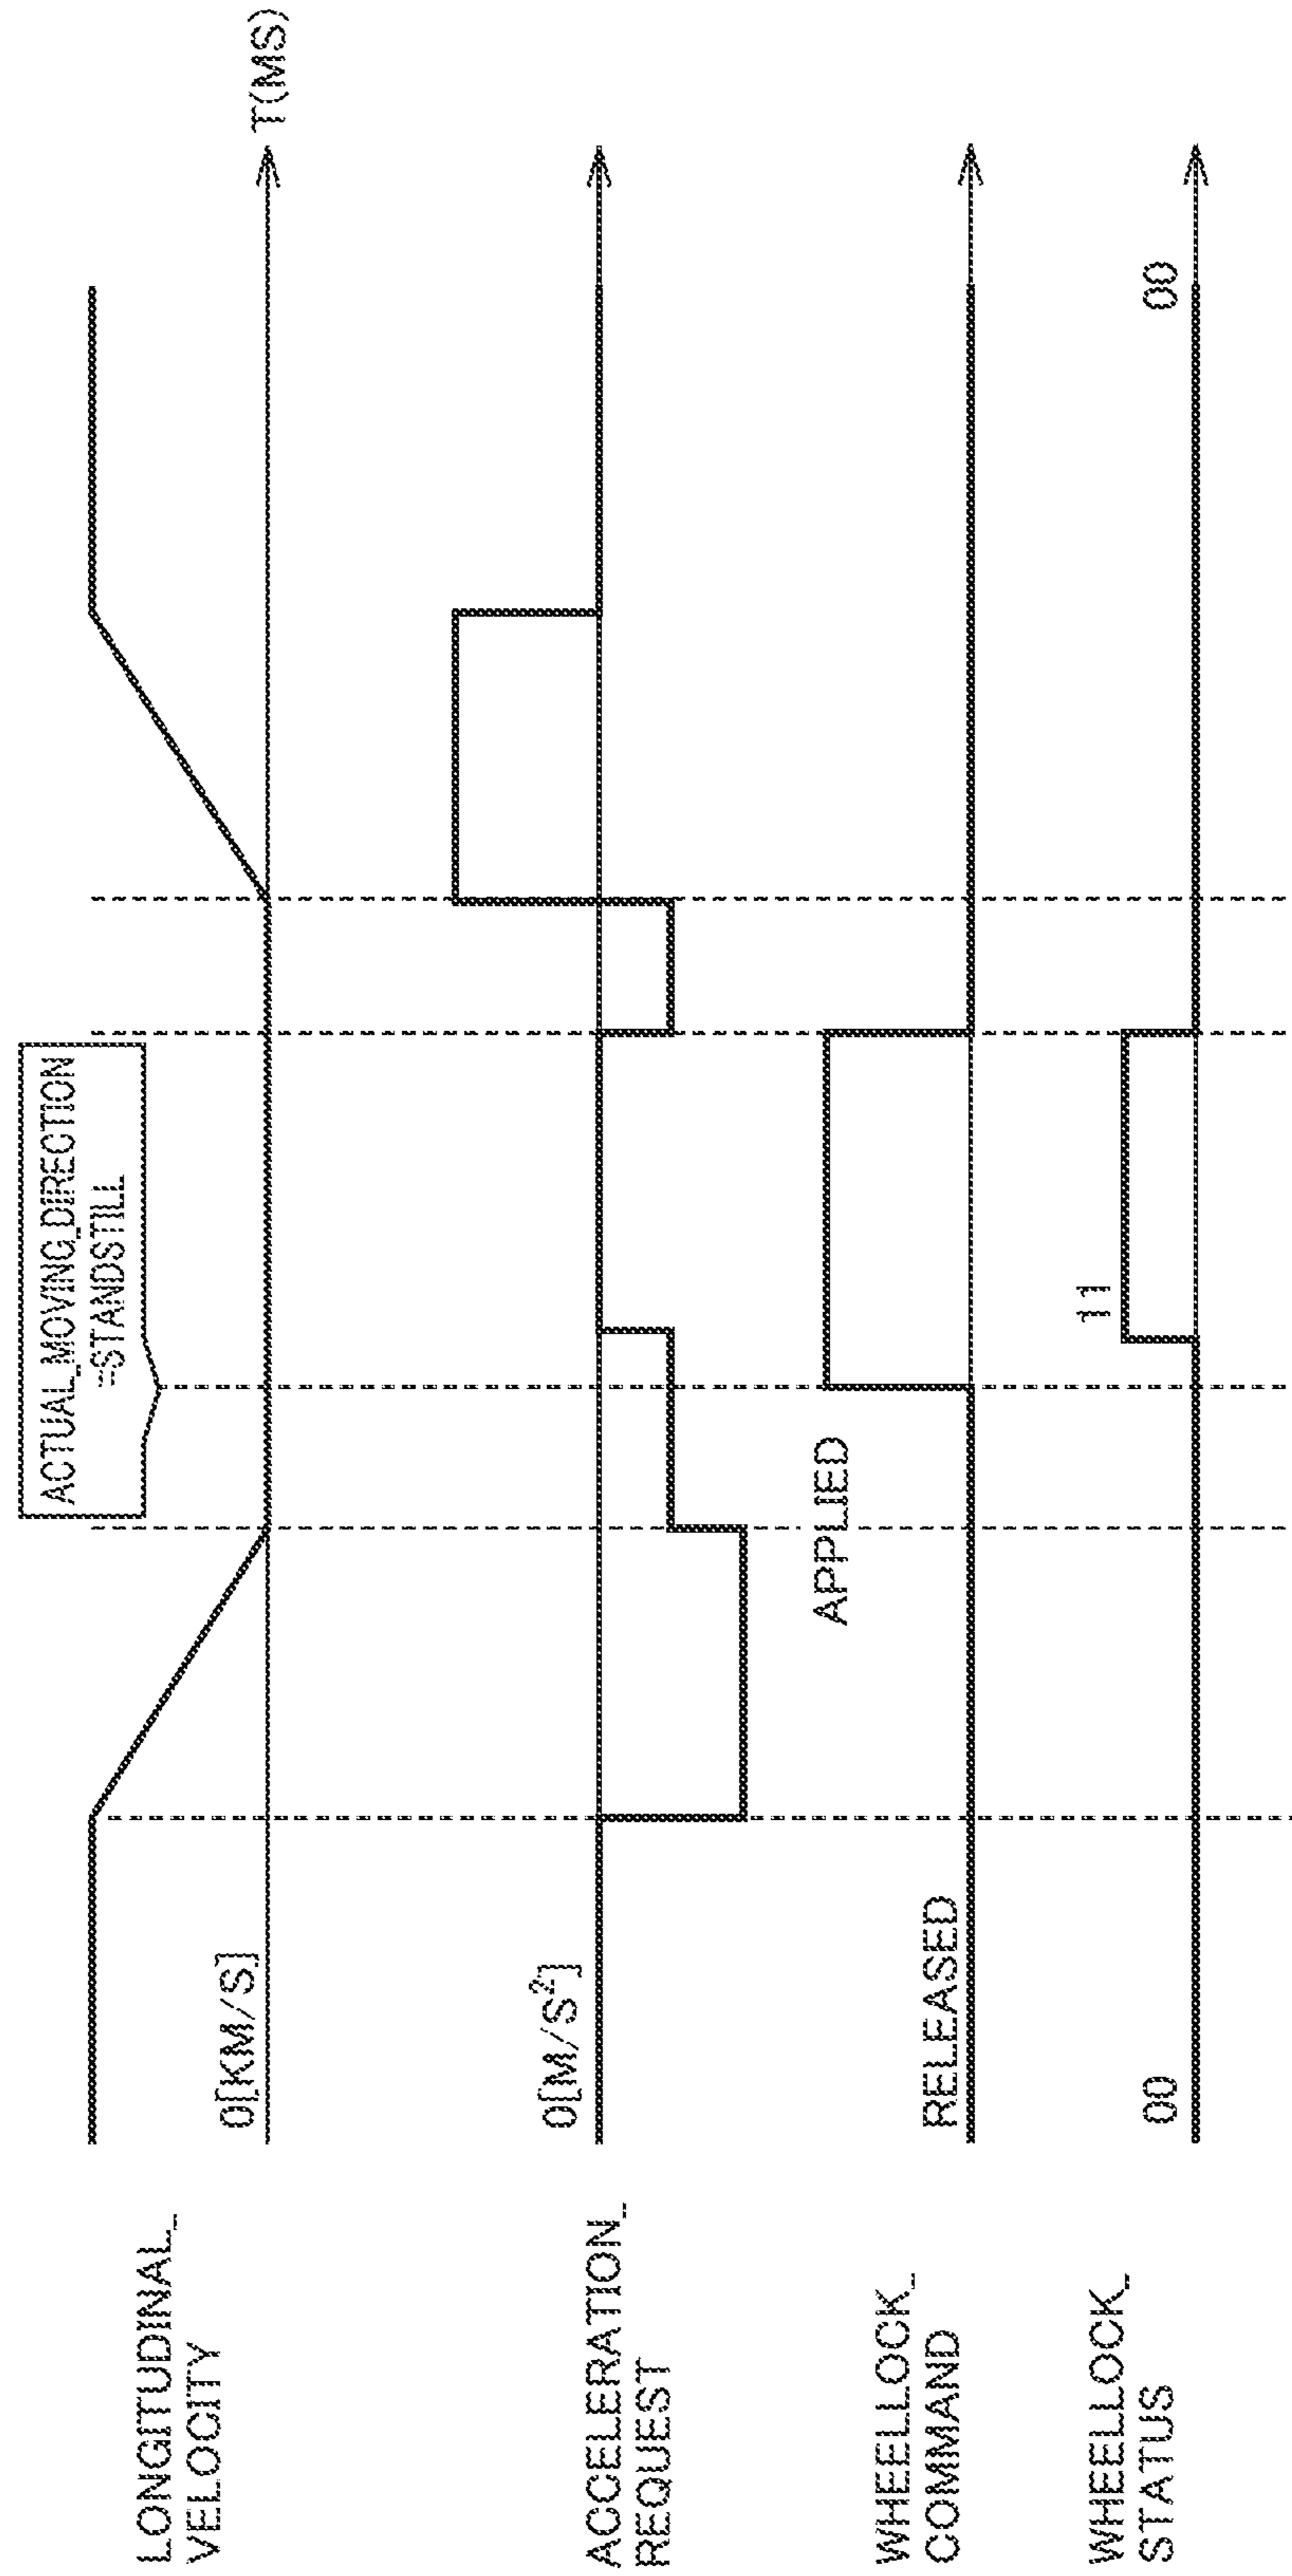 ACTUAL_MOVING_DIRECTION
=STANDSTILL
LONGITUDINAL_
VELOCITY
0[KM/S]
T(MS)
ACCELERATION_
REQUEST
0[M/S²]
WHEELLOCK_
COMMAND
RELEASED
APPLIED
WHEELLOCK_
STATUS
00
11
00